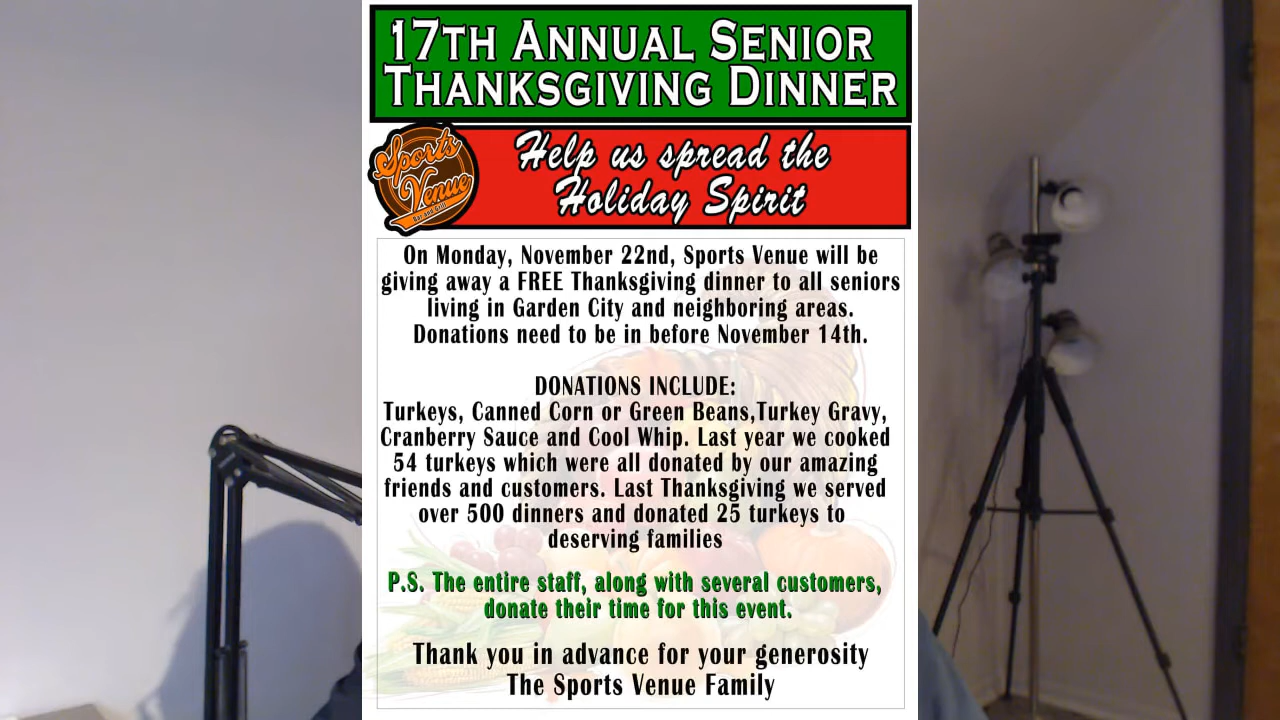 17TH ANNUAL SENIOR
THANKSGIVING DINNER
Sports
Venue
BAR AND GRILL
Help us spread the
Holiday Spirit
On Monday, November 22nd, Sports Venue will be
giving away a FREE Thanksgiving dinner to all seniors
living in Garden City and neighboring areas.
Donations need to be in before November 14th.
DONATIONS INCLUDE:
Turkeys, Canned Corn or Green Beans,Turkey Gravy,
Cranberry Sauce and Cool Whip. Last year we cooked
54 turkeys which were all donated by our amazing
friends and customers. Last Thanksgiving we served
over 500 dinners and donated 25 turkeys to
deserving families
P.S. The entire staff, along with several customers,
donate their time for this event.
Thank you in advance for your generosity
The Sports Venue Family